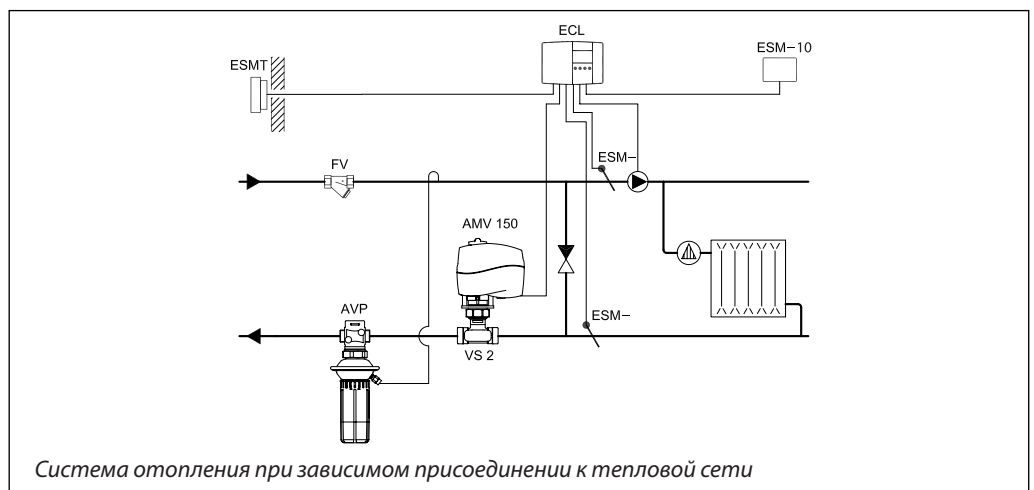 ECL
ESM-10
ESMT
FV
ESM-
AMV 150
AVP
ESM-
VS 2
Система отопления при зависимом присоединении к тепловой сети